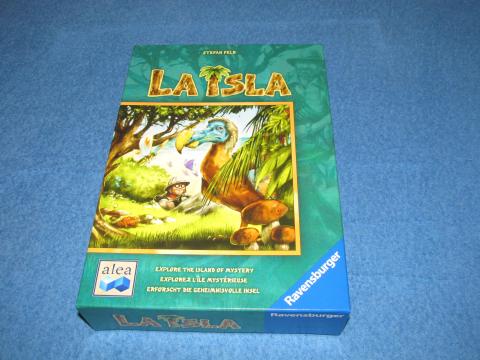 STEFAN FELD
LA ISLA
alea
EXPLORE THE ISLAND OF MYSTERY
EXPLOREZ L'ÎLE MYSTÉRIEUSE
ERFORSCHT DIE GEHEIMNISVOLLE INSEL
Ravensburger
LA ISLA
Ravensburger